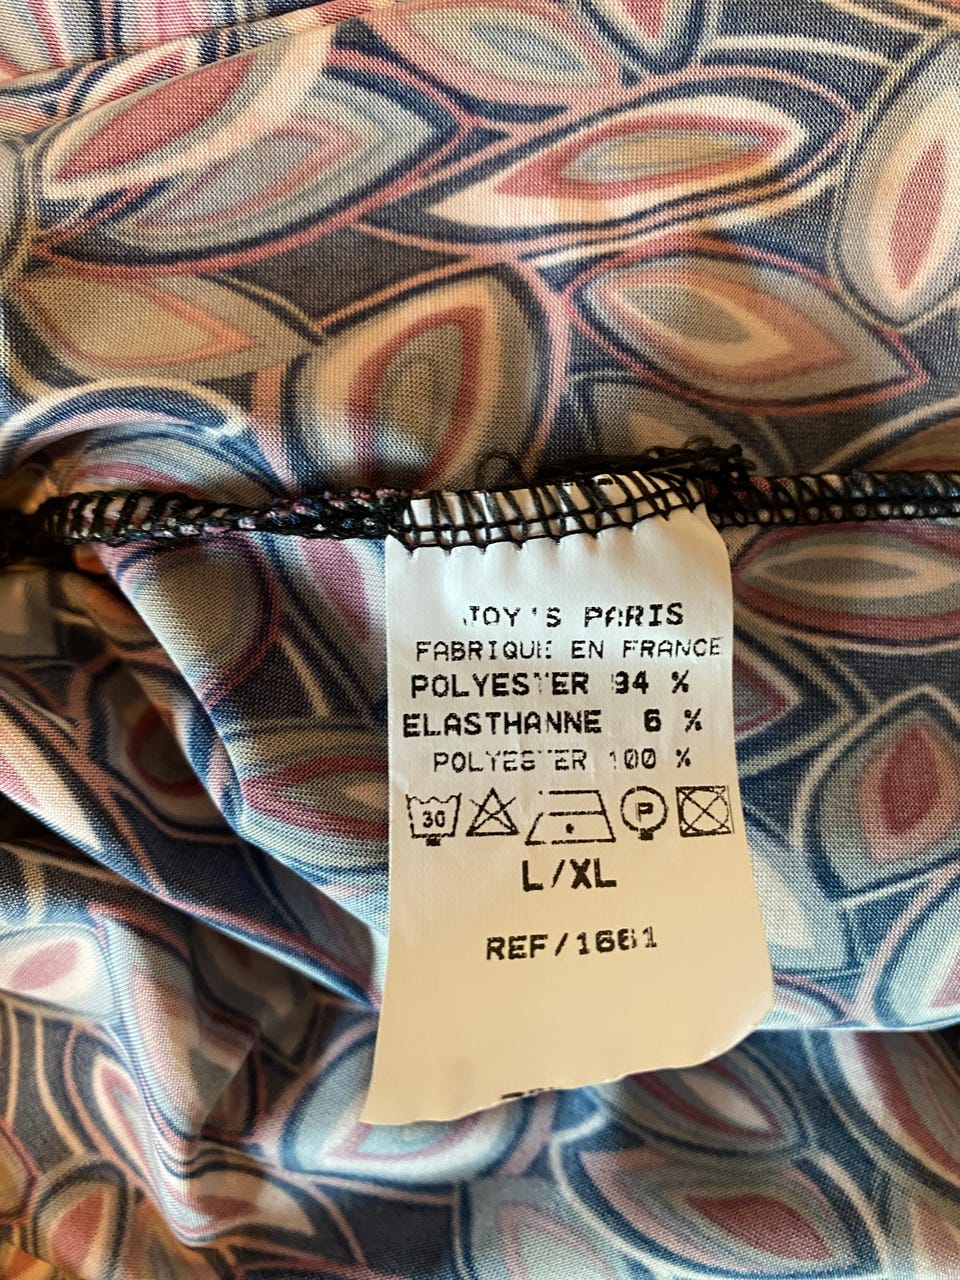 JOY'S PARIS
FABRIQUE EN FRANCE
POLYESTER 94 %
ELASTHANNE 6 %
POLYESTER 100 %
30 P
L/XL
REF/1661